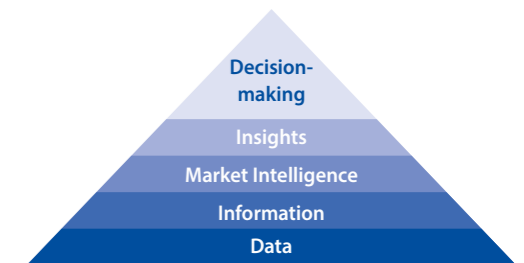 Decision-
making
Insights
Market Intelligence
Information
Data